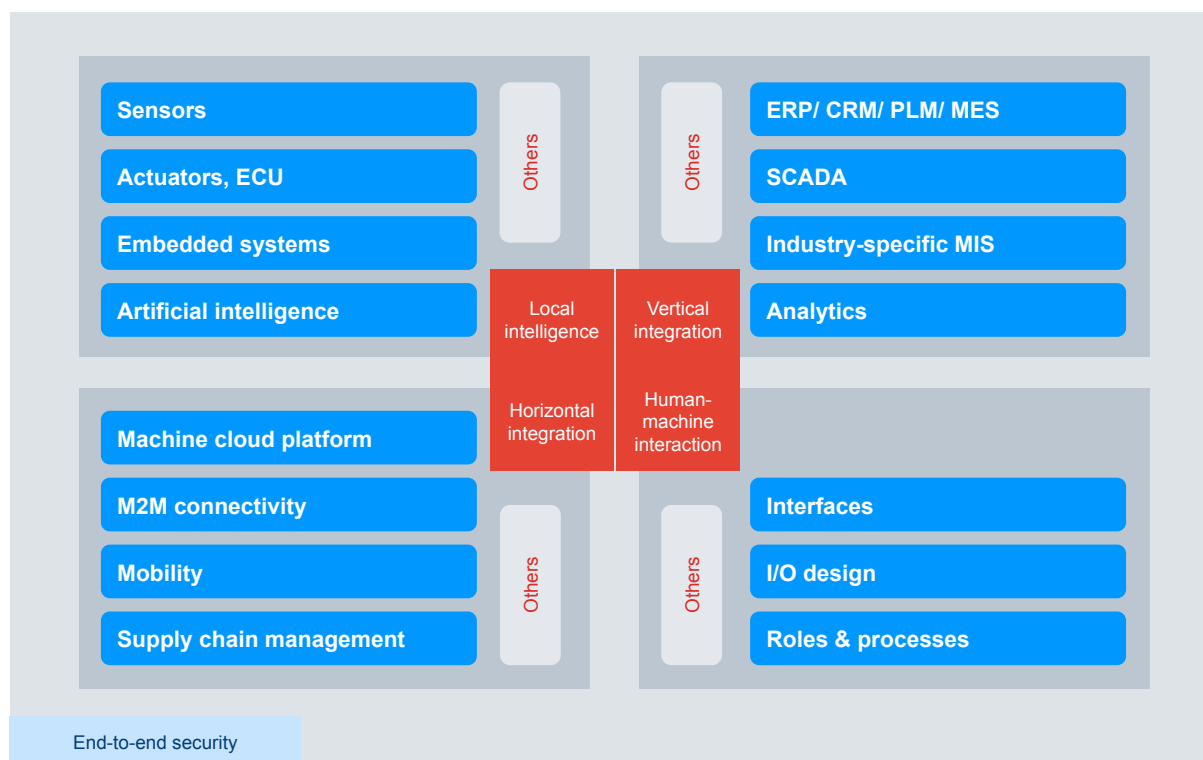 Sensors
Actuators, ECU
Embedded systems
Artificial intelligence
Others
Others
ERP/ CRM/ PLM/ MES
SCADA
Industry-specific MIS
Analytics
Local
intelligence
Vertical
integration
Horizontal
integration
Human-
machine
interaction
Machine cloud platform
M2M connectivity
Mobility
Supply chain management
Others
Others
Interfaces
I/O design
Roles & processes
End-to-end security